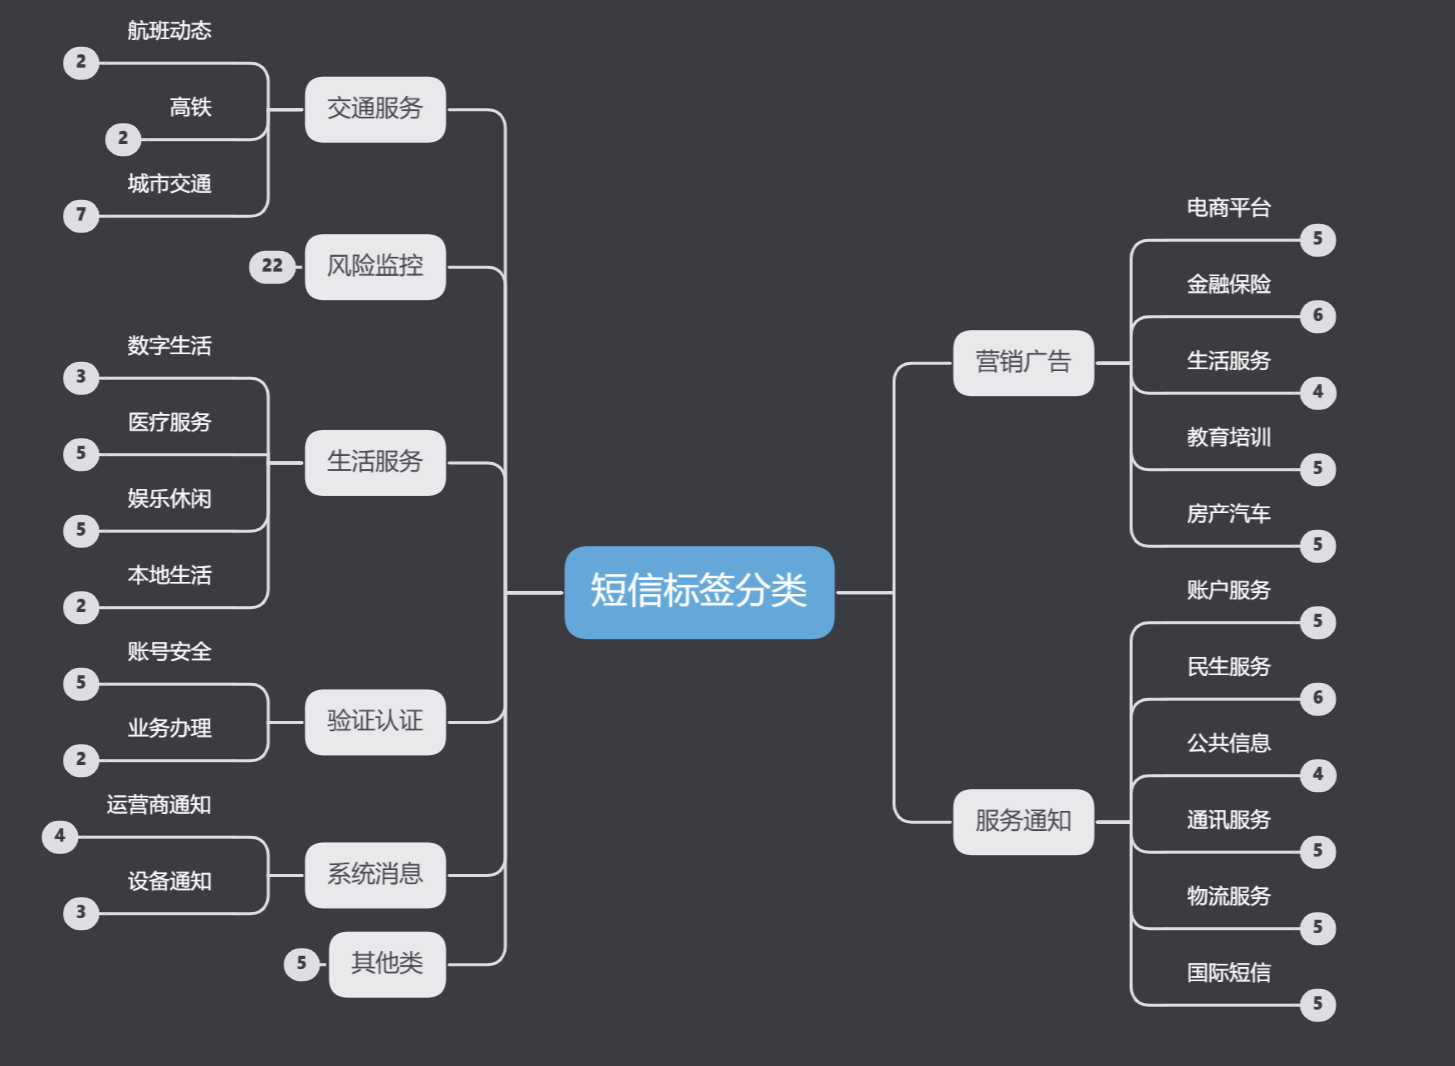 短信标签分类
营销广告
电商平台
5
金融保险
6
生活服务
4
教育培训
5
房产汽车
5
服务通知
账户服务
5
民生服务
6
公共信息
4
通讯服务
5
物流服务
5
国际短信
5
交通服务
航班动态
2
高铁
2
城市交通
7
风险监控
22
生活服务
数字生活
3
医疗服务
5
娱乐休闲
5
本地生活
2
验证认证
账号安全
5
业务办理
2
系统消息
运营商通知
4
设备通知
3
其他类
5